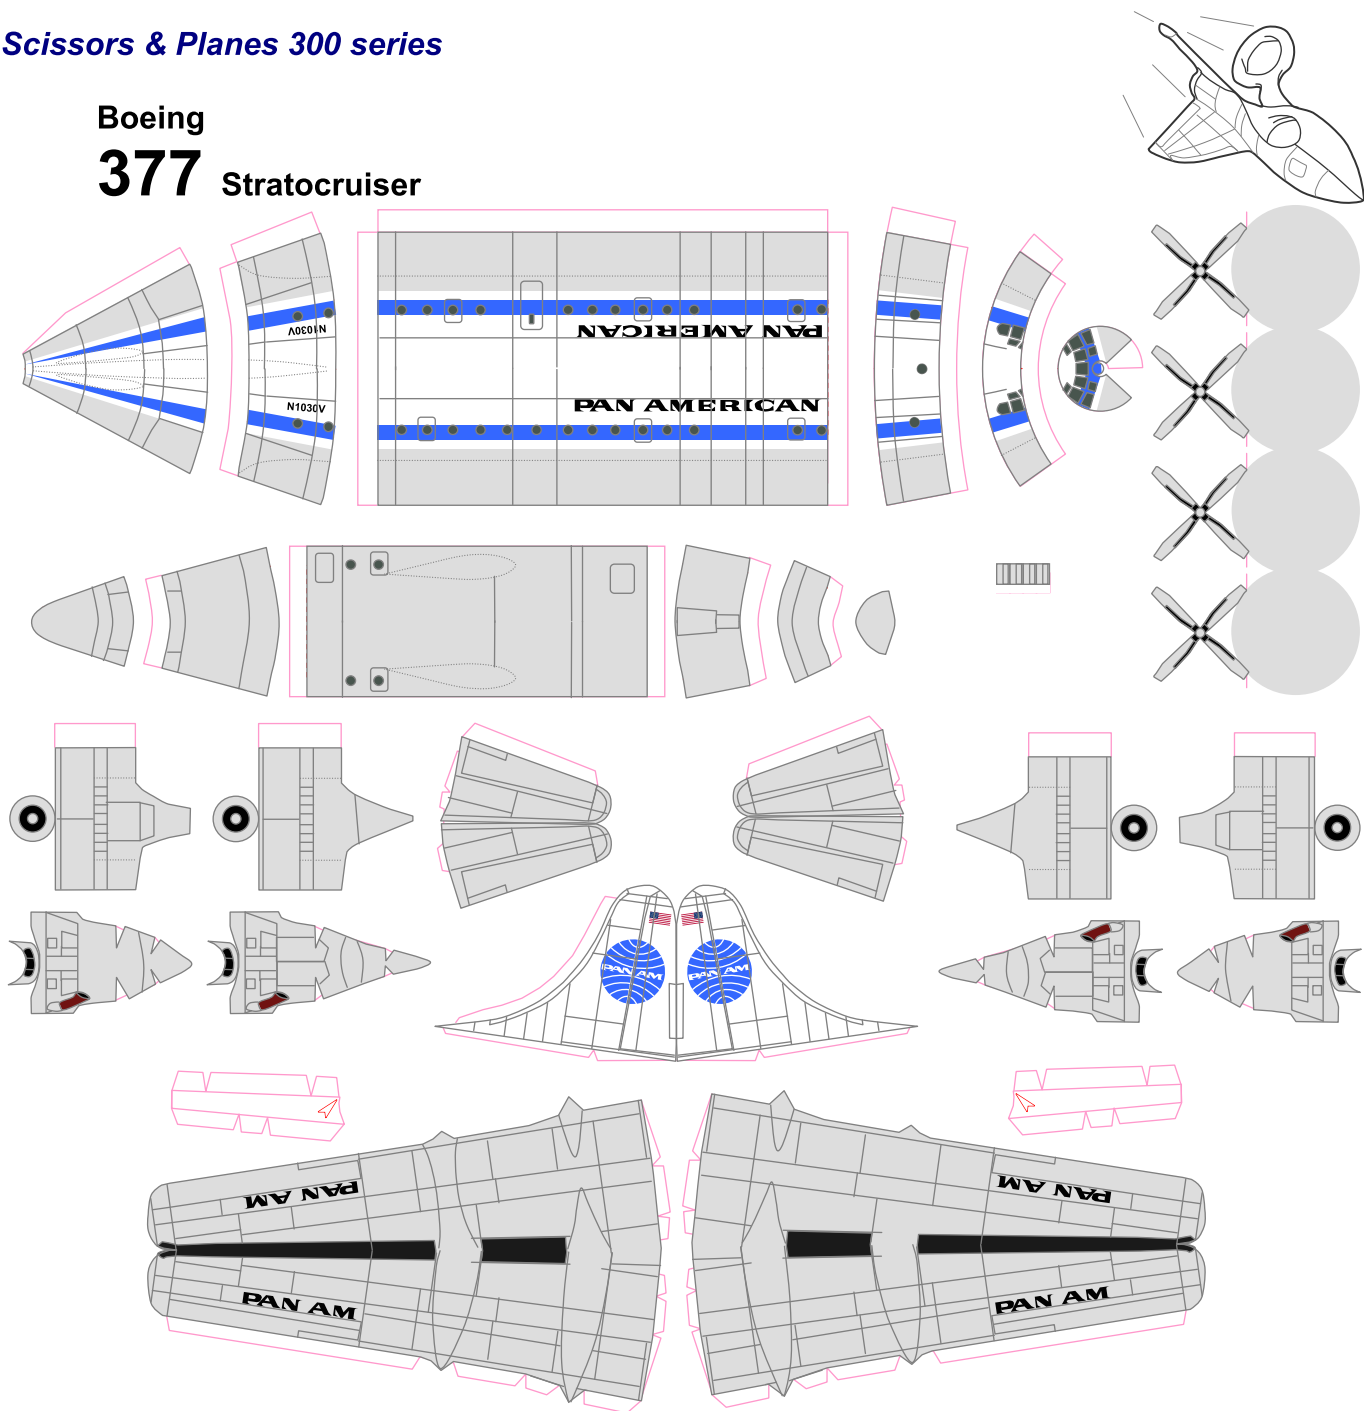 Scissors & Planes 300 series
Boeing
377 Stratocruiser
N1030V
PAN AMERICAN
N1030V
PAN AMERICAN
PAN AM
PAN AM
PAN AM
PAN AM
PAN AM
PAN AM